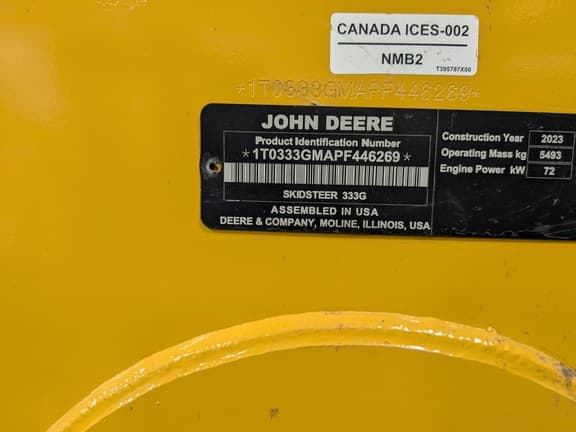 CANADA ICES-002
NMB2
T395787X00
*1T0333GMAPF446269*
JOHN DEERE
Product Identification Number
*1T0333GMAPF446269*
SKIDSTEER 333G
ASSEMBLED IN USA
DEERE & COMPANY, MOLINE, ILLINOIS, USA
Construction Year 2023
Operating Mass kg 5493
Engine Power kW 72